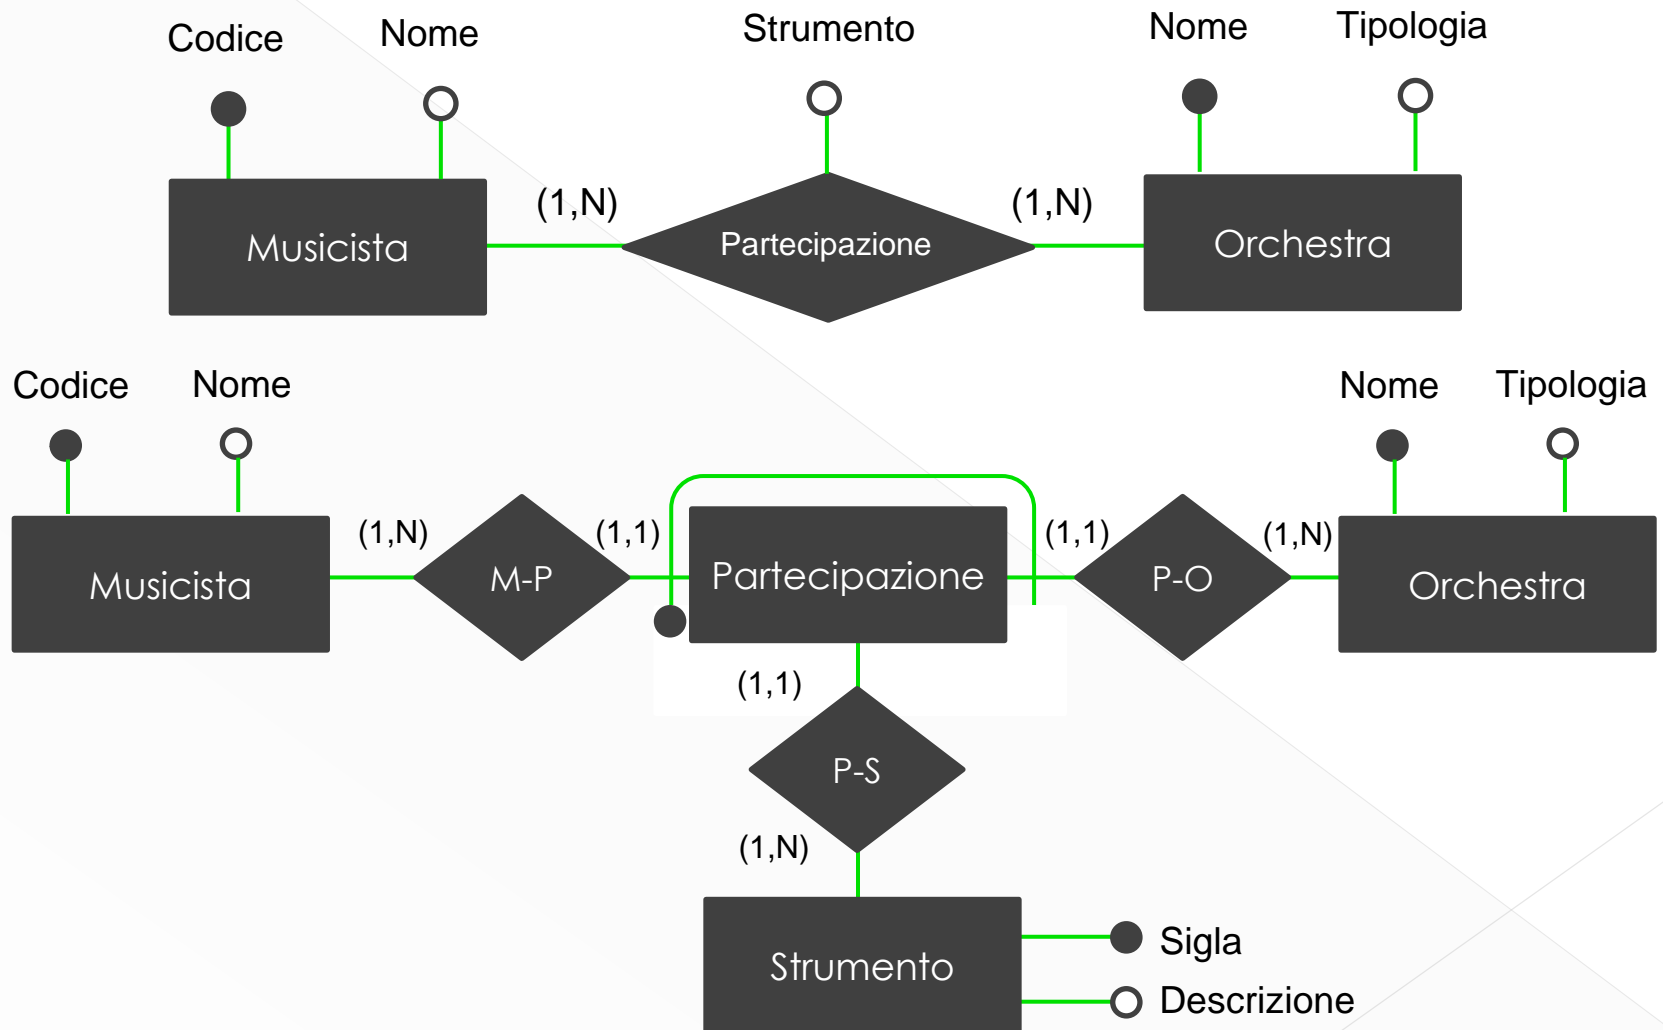 Codice Nome Strumento Nome Tipologia
(1,N) (1,N)
Musicista Partecipazione Orchestra
Codice Nome Nome Tipologia
(1,N) (1,1) (1,1) (1,N)
Musicista M-P Partecipazione P-O Orchestra
(1,1)
P-S
(1,N)
Strumento
Sigla
Descrizione